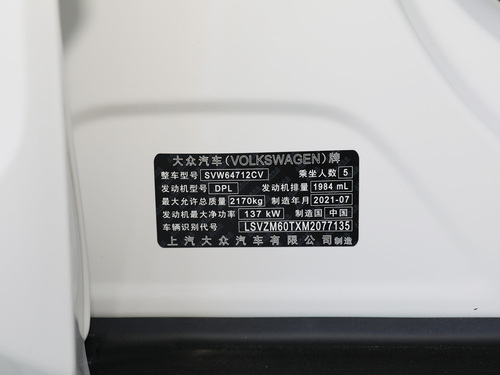 大众汽车(VOLKSWAGEN)牌
整车型号 SVW64712CV 乘坐人数 5
发动机型号 DPL 发动机排量 1984 mL
最大允许总质量 2170kg 制造年月 2021-07
发动机最大净功率 137 kW 制造国 中国
车辆识别代号 LSVZM60TXM2077135
上汽大众汽车有限公司制造